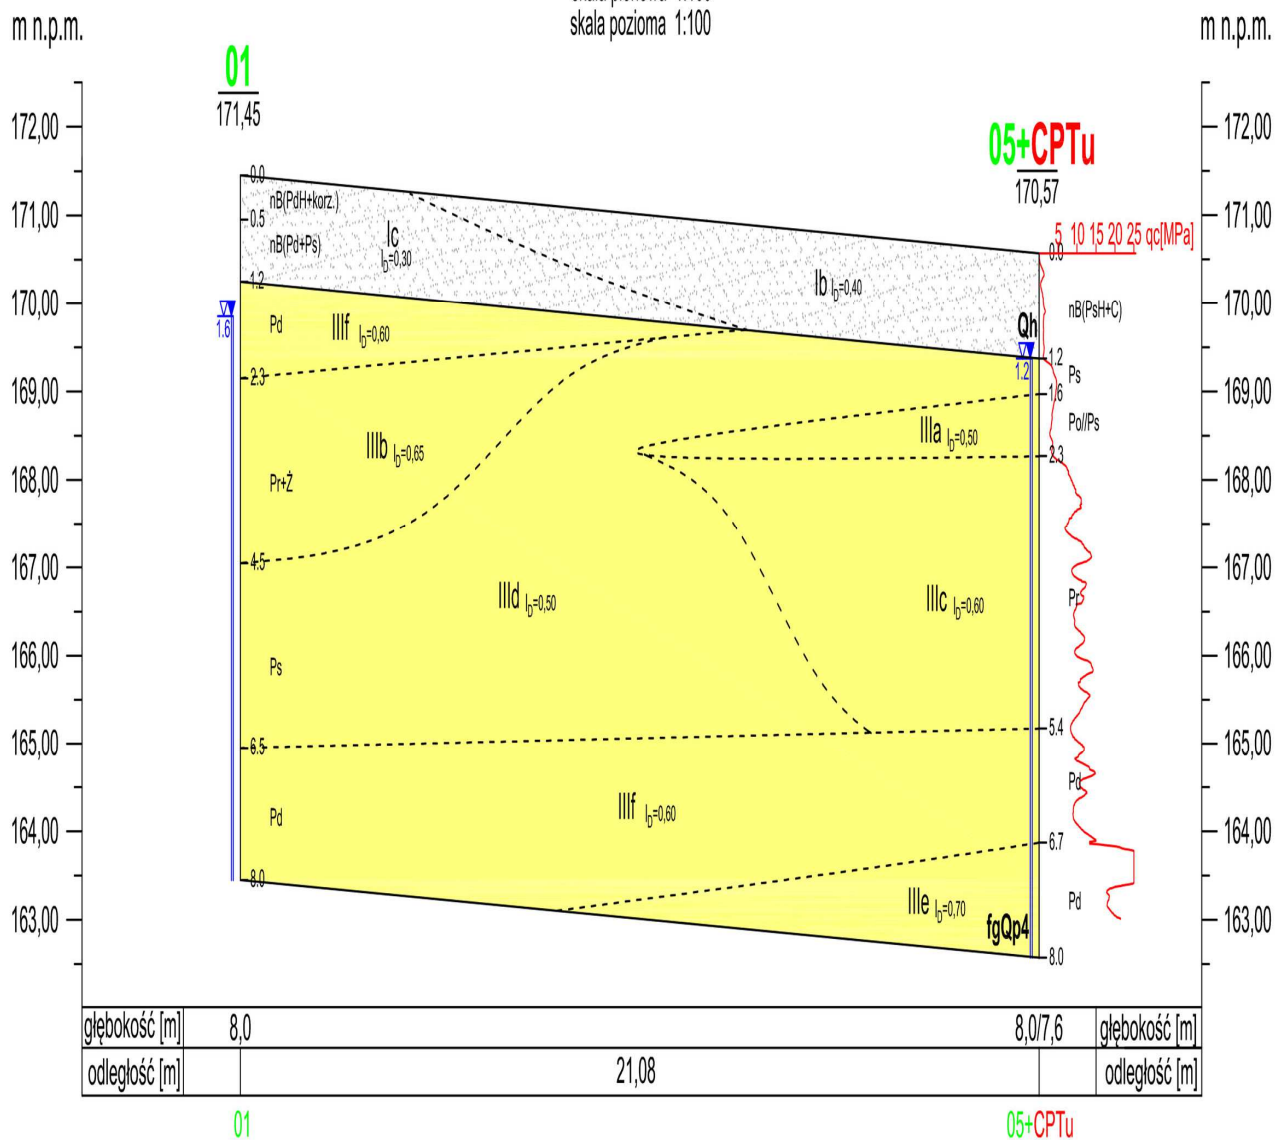 skala pozioma 1:100
m n.p.m.
m n.p.m.
01
171,45
05+CPTu
170,57
5 10 15 20 25 qc[MPa]
172,00
171,00
170,00
169,00
168,00
167,00
166,00
165,00
164,00
163,00
172,00
171,00
170,00
169,00
168,00
167,00
166,00
165,00
164,00
163,00
0.0
nB(PdH+korz.)
0.5
nB(Pd+Ps)
1.2
Pd
1.6
2.3
Pr+Ż
4.5
Ps
6.5
Pd
8.0
Ic ID=0,30
Ib ID=0,40
Qh
IIIf ID=0,60
IIIb ID=0,65
IIIa ID=0,50
IIId ID=0,50
IIIc ID=0,60
IIIf ID=0,60
IIIe ID=0,70
fgQp4
0.0
nB(PsH+C)
1.2
1.2
Ps
1.6
Po//Ps
2.3
Pr
5.4
Pd
6.7
Pd
8.0
głębokość [m] 8,0 8,0/7,6 głębokość [m]
odległość [m] 21,08 odległość [m]
01 05+CPTu